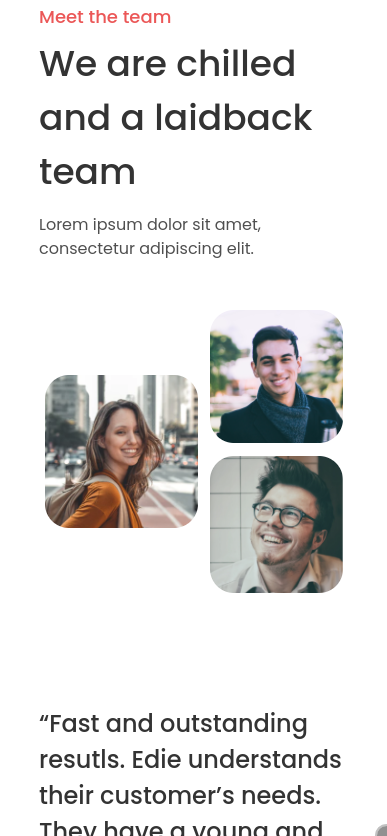 Meet the team
We are chilled
and a laidback
team
Lorem ipsum dolor sit amet,
consectetur adipiscing elit.
“Fast and outstanding
resutls. Edie understands
their customer’s needs.
They have a young and